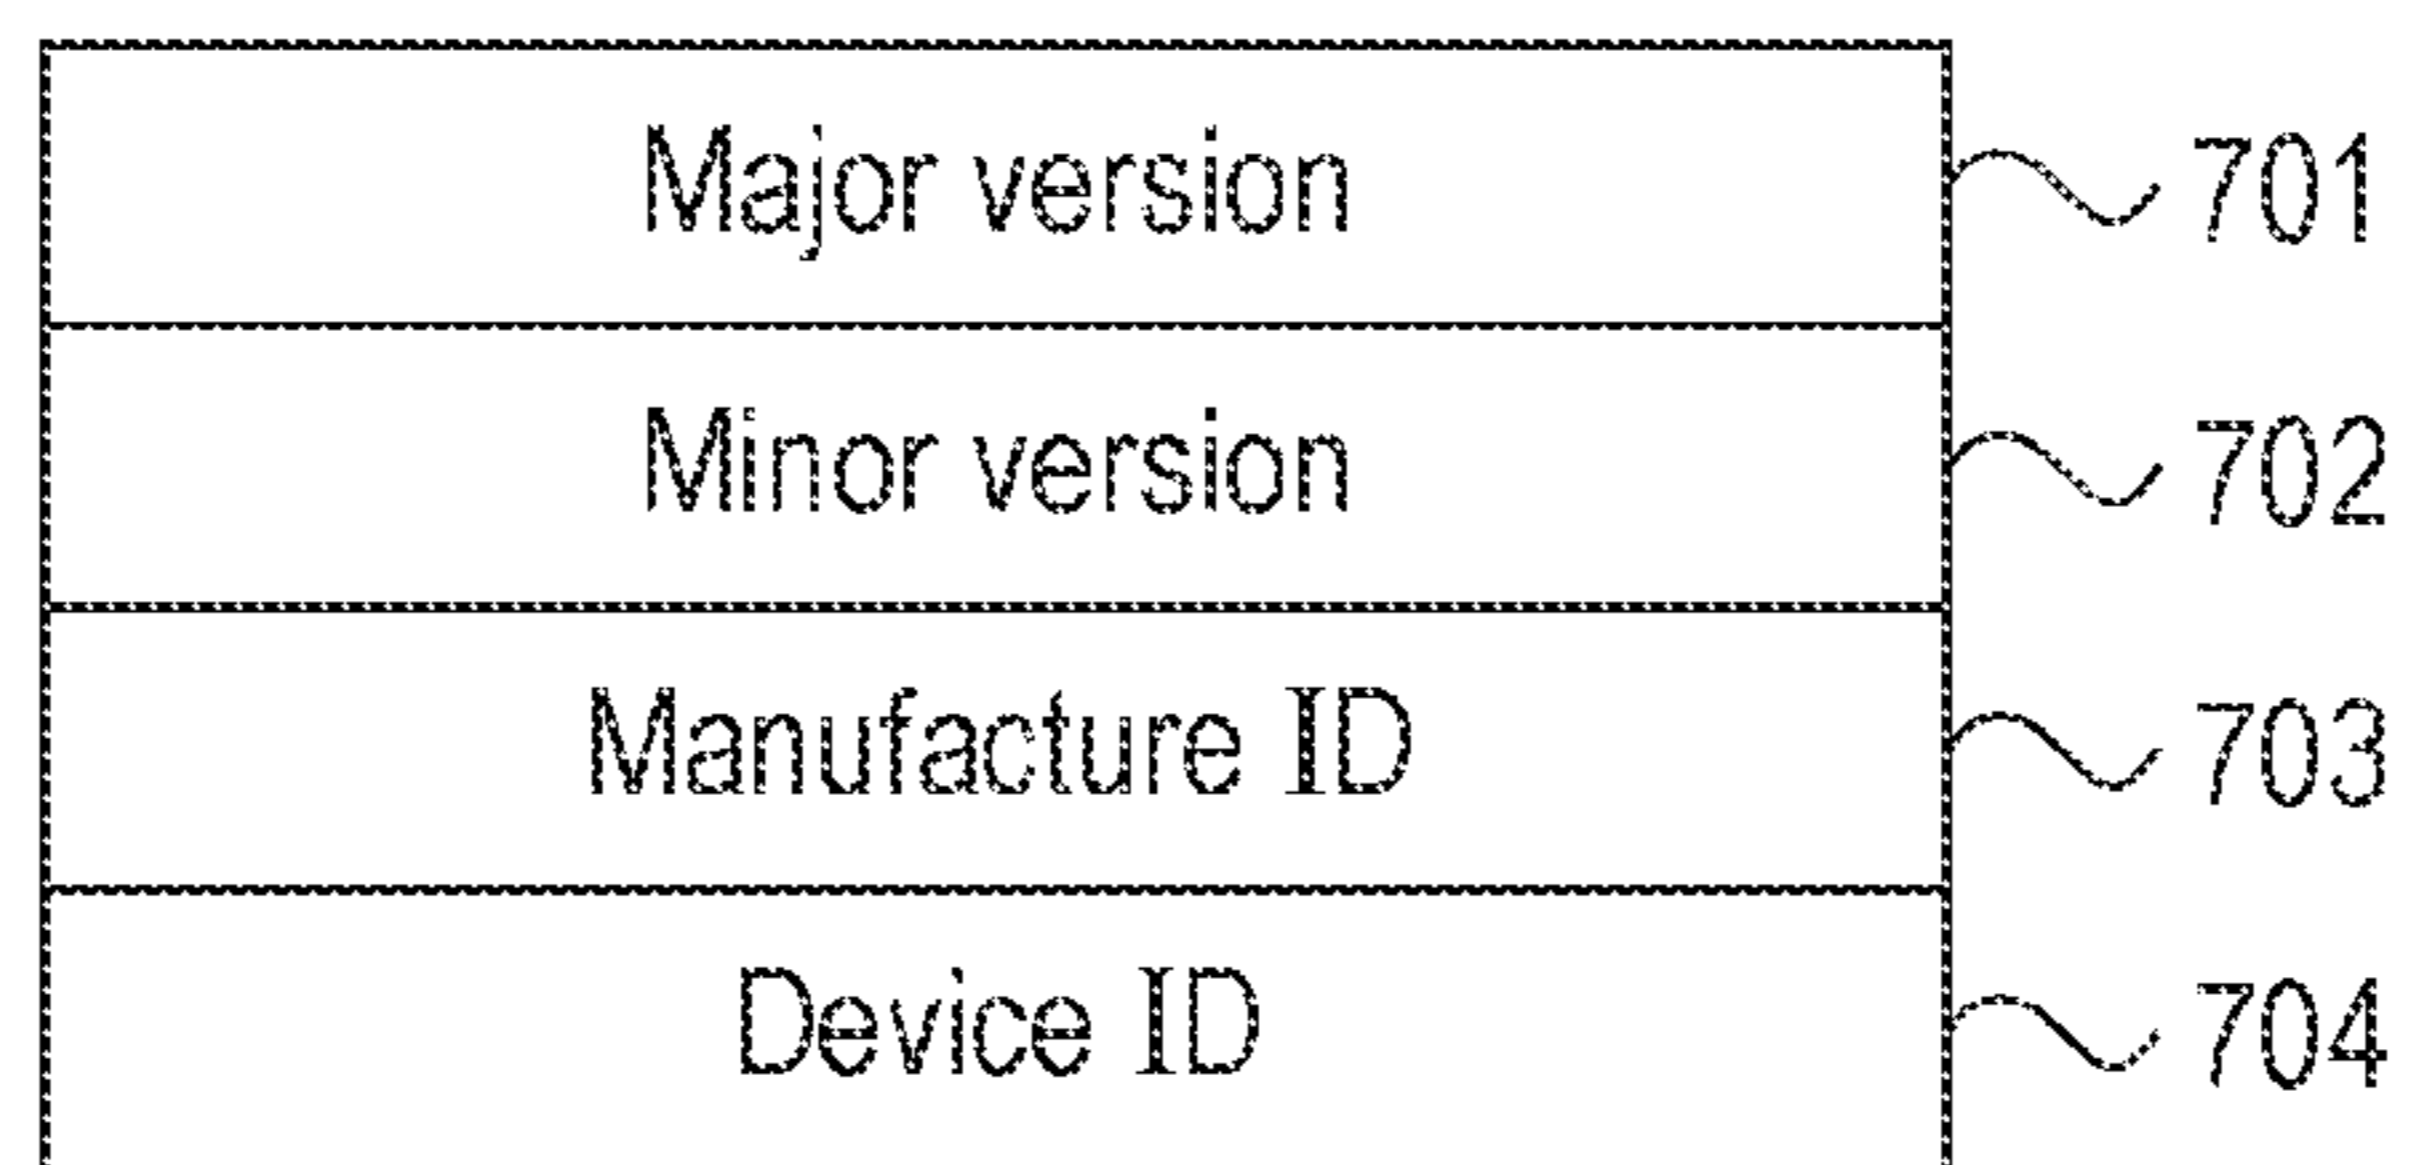 Major version 701
Minor version 702
Manufacture ID 703
Device ID 704